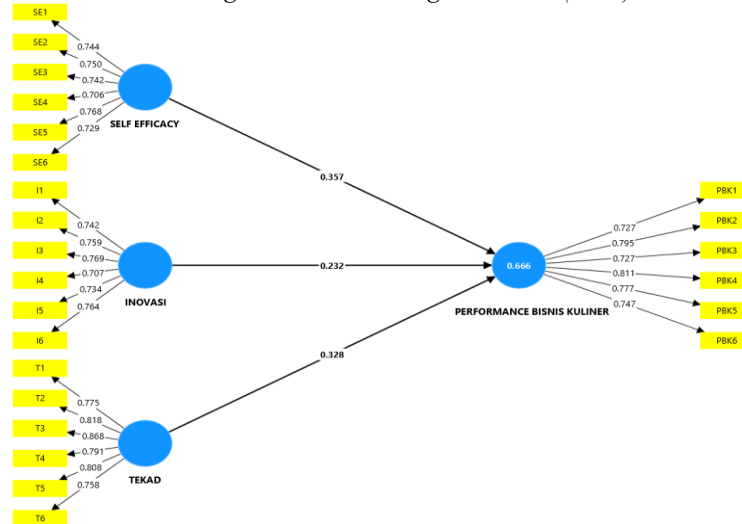 SE1
SE2
SE3
SE4
SE5
SE6
0.744
0.750
0.742
0.706
0.768
0.729
SELF EFFICACY
0.357
I1
I2
I3
I4
I5
I6
0.742
0.759
0.769
0.707
0.734
0.764
INOVASI
0.232
T1
T2
T3
T4
T5
T6
0.775
0.818
0.868
0.791
0.808
0.758
TEKAD
0.328
0.666
PERFORMANCE BISNIS KULINER
0.727
0.795
0.727
0.811
0.777
0.747
PBK1
PBK2
PBK3
PBK4
PBK5
PBK6